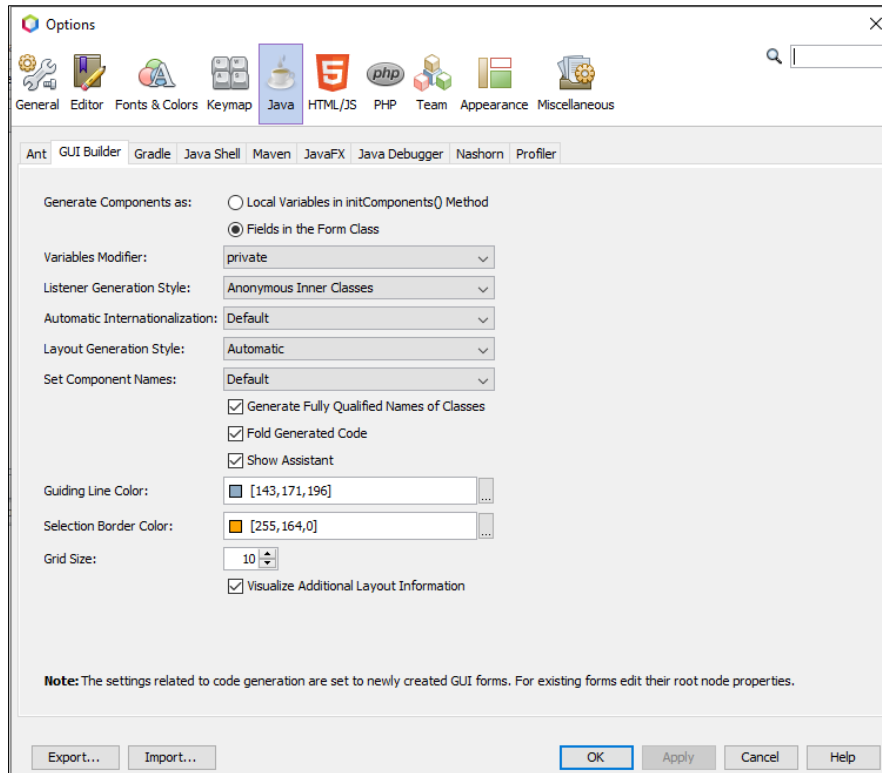 Options
General Editor Fonts & Colors Keymap Java HTML/JS PHP Team Appearance Miscellaneous
Ant GUI Builder Gradle Java Shell Maven JavaFX Java Debugger Nashorn Profiler
Generate Components as: Local Variables in initComponents() Method
Fields in the Form Class
Variables Modifier: private
Listener Generation Style: Anonymous Inner Classes
Automatic Internationalization: Default
Layout Generation Style: Automatic
Set Component Names: Default
Generate Fully Qualified Names of Classes
Fold Generated Code
Show Assistant
Guiding Line Color: [143,171,196] ...
Selection Border Color: [255,164,0] ...
Grid Size: 10
Visualize Additional Layout Information
Note: The settings related to code generation are set to newly created GUI forms. For existing forms edit their root node properties.
Export... Import... OK Apply Cancel Help